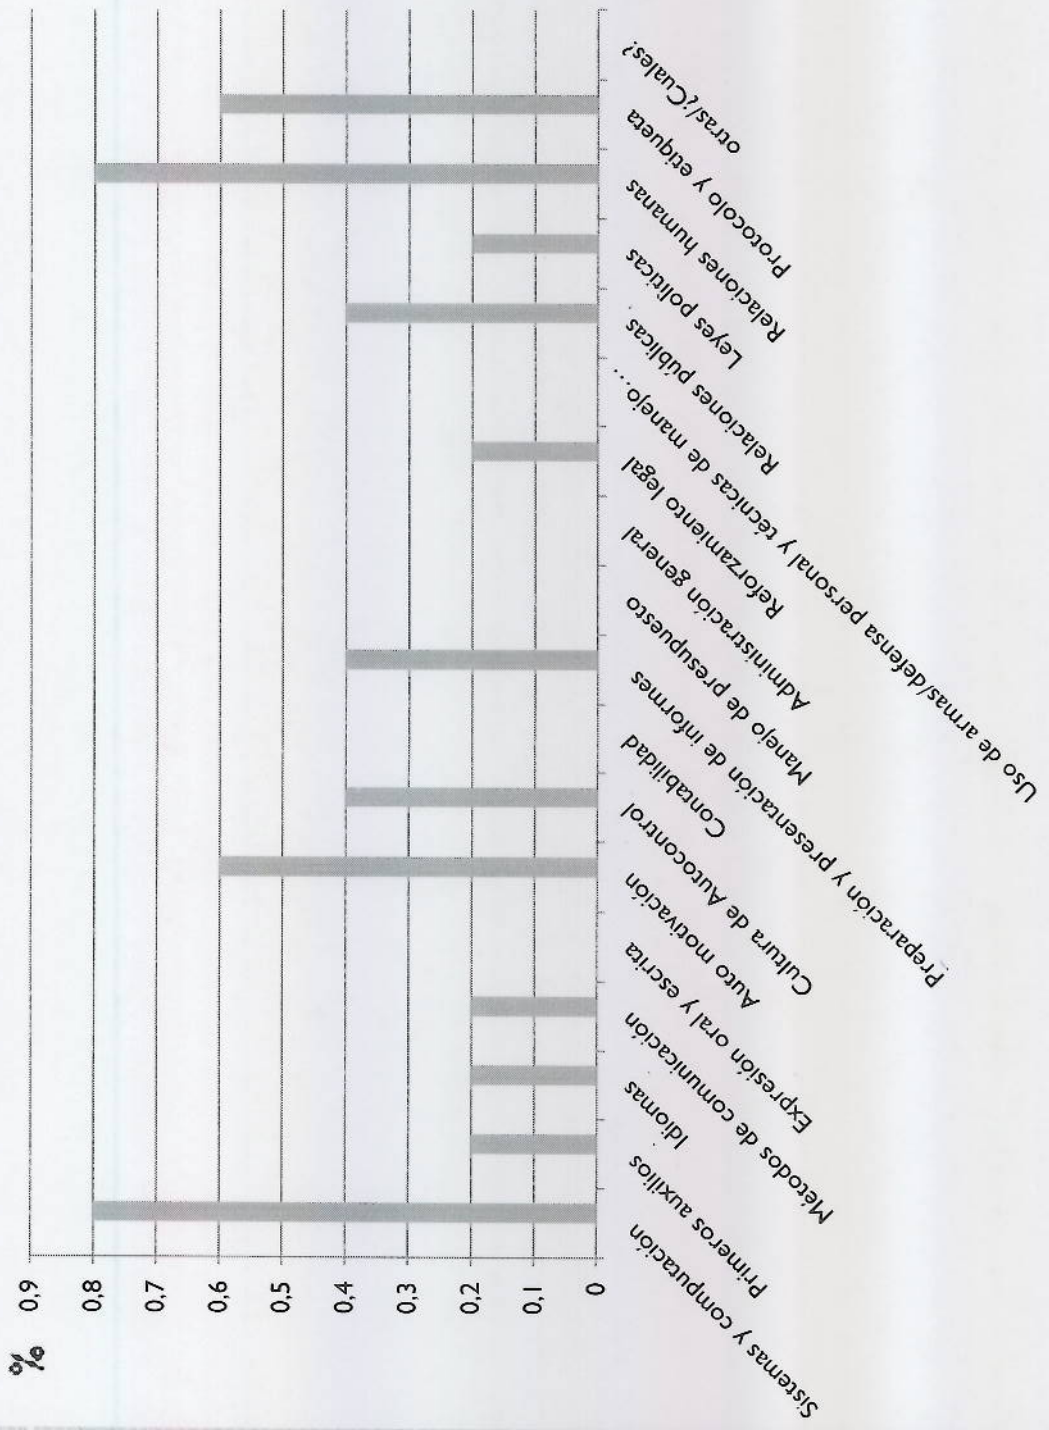 %
0,9
0,8
0,7
0,6
0,5
0,4
0,3
0,2
0,1
0
Sistemas y computación
Primeros auxilios
Idiomas
Métodos de comunicación
Expresión oral y escrita
Auto motivación
Cultura de Autocontrol
Contabilidad
Preparación y presentación de informes
Manejo de presupuesto
Administración general
Reforzamiento legal
Uso de armas/defensa personal y técnicas de manejo...
Relaciones públicas
Leyes políticas
Relaciones humanas
Protocolo y etiqueta
otras/¿Cuales?